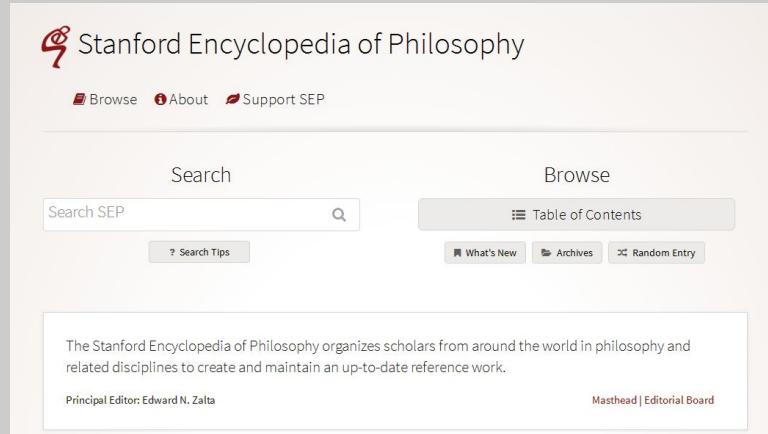 Stanford Encyclopedia of Philosophy
Browse About Support SEP
Search
Browse
Search SEP
Table of Contents
? Search Tips
What's New Archives Random Entry
The Stanford Encyclopedia of Philosophy organizes scholars from around the world in philosophy and
related disciplines to create and maintain an up-to-date reference work.
Principal Editor: Edward N. Zalta
Masthead | Editorial Board